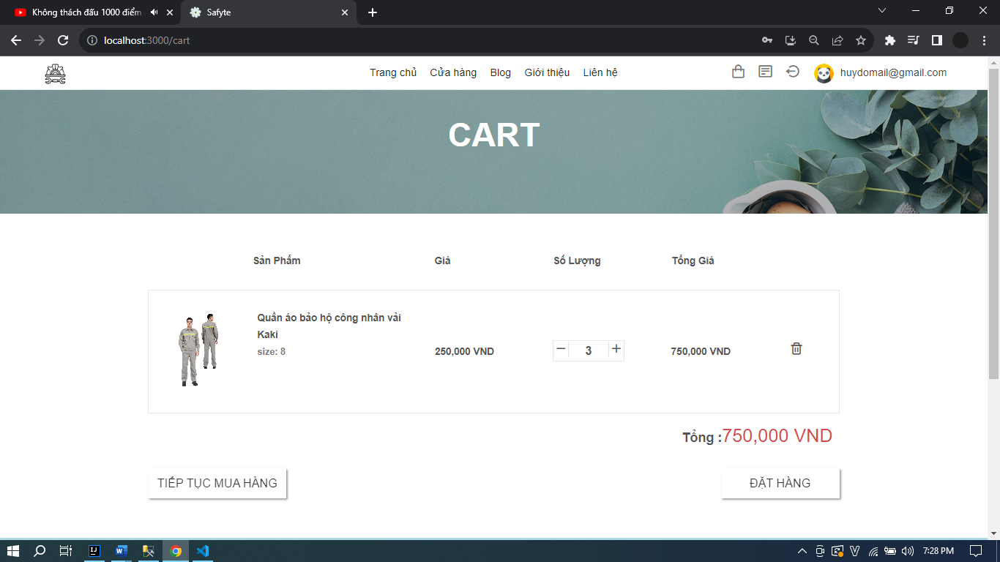 Không thách đấu 1000 điểm
Safyte
localhost:3000/cart
Trang chủ Cửa hàng Blog Giới thiệu Liên hệ huydomail@gmail.com
CART
Sản Phẩm Giá Số Lượng Tổng Giá
Quần áo bảo hộ công nhân vải
Kaki
size: 8
250,000 VND 3 750,000 VND
Tổng :750,000 VND
TIẾP TỤC MUA HÀNG ĐẶT HÀNG
7:28 PM